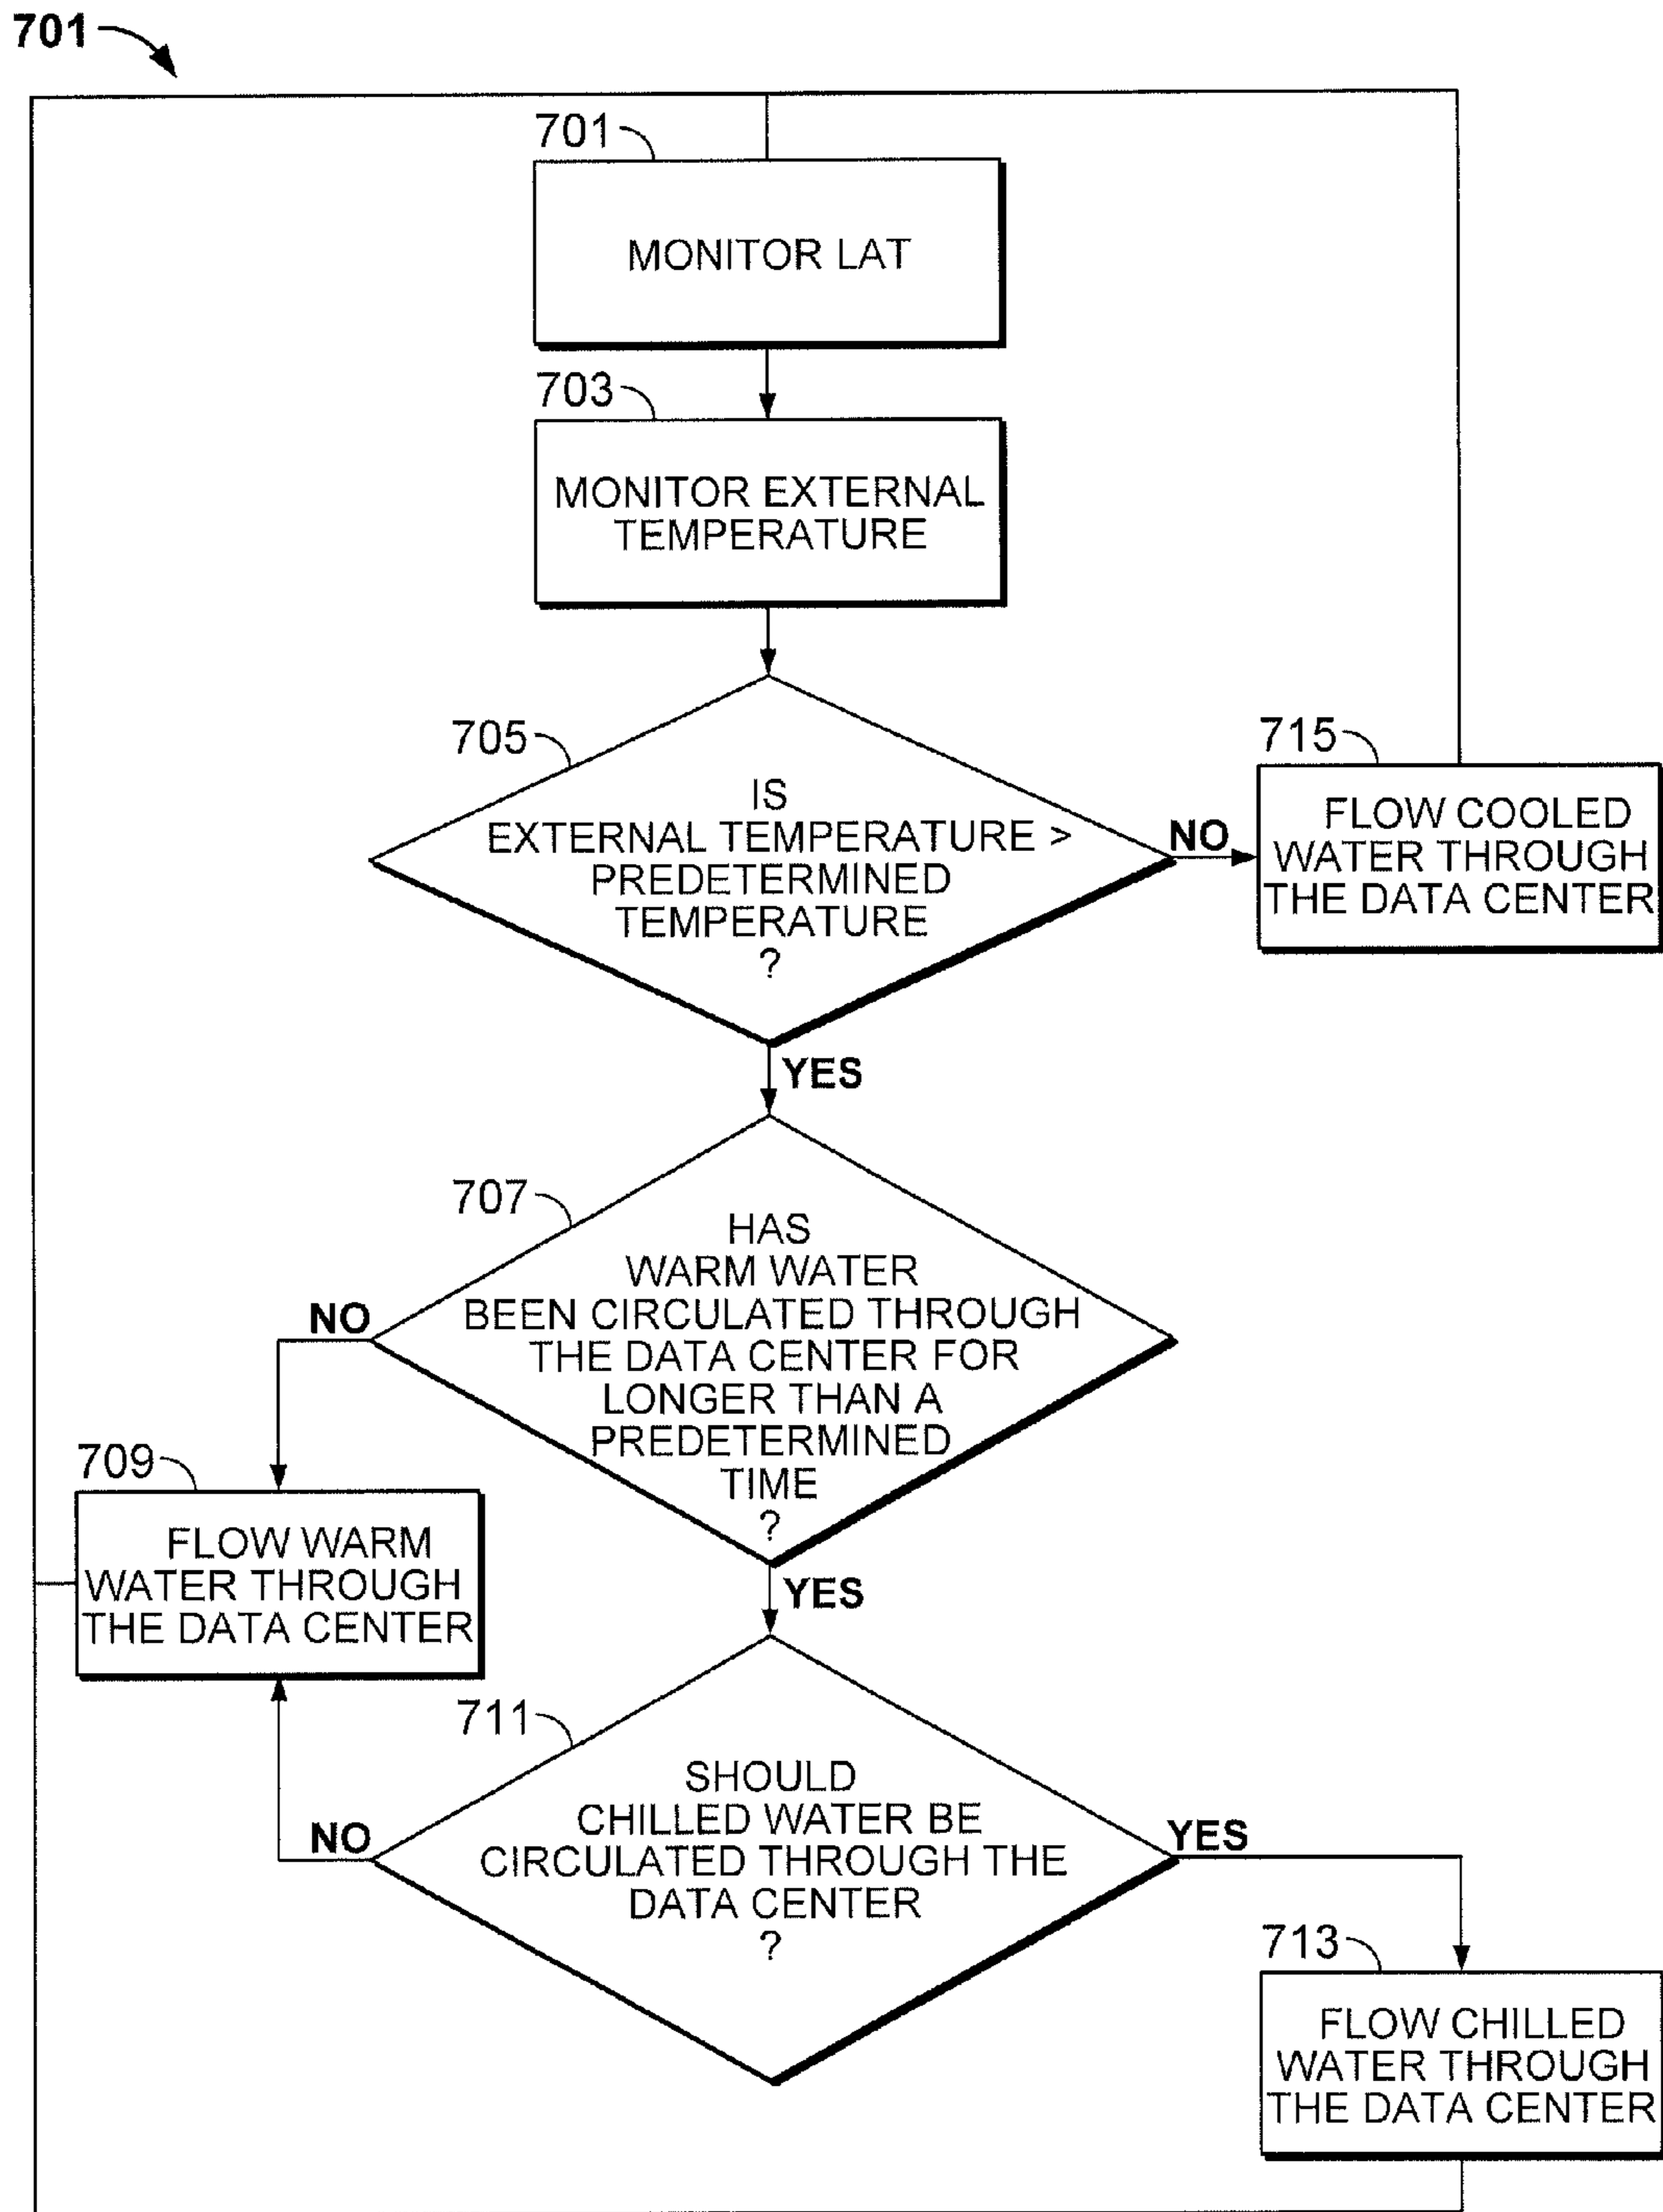 701
701
MONITOR LAT
703
MONITOR EXTERNAL
TEMPERATURE
705
IS
EXTERNAL TEMPERATURE >
PREDETERMINED
TEMPERATURE
?
NO
715
FLOW COOLED
WATER THROUGH
THE DATA CENTER
YES
707
HAS
WARM WATER
BEEN CIRCULATED THROUGH
THE DATA CENTER FOR
LONGER THAN A
PREDETERMINED
TIME
?
NO
709
FLOW WARM
WATER THROUGH
THE DATA CENTER
YES
711
SHOULD
CHILLED WATER BE
CIRCULATED THROUGH THE
DATA CENTER
?
NO
YES
713
FLOW CHILLED
WATER THROUGH
THE DATA CENTER